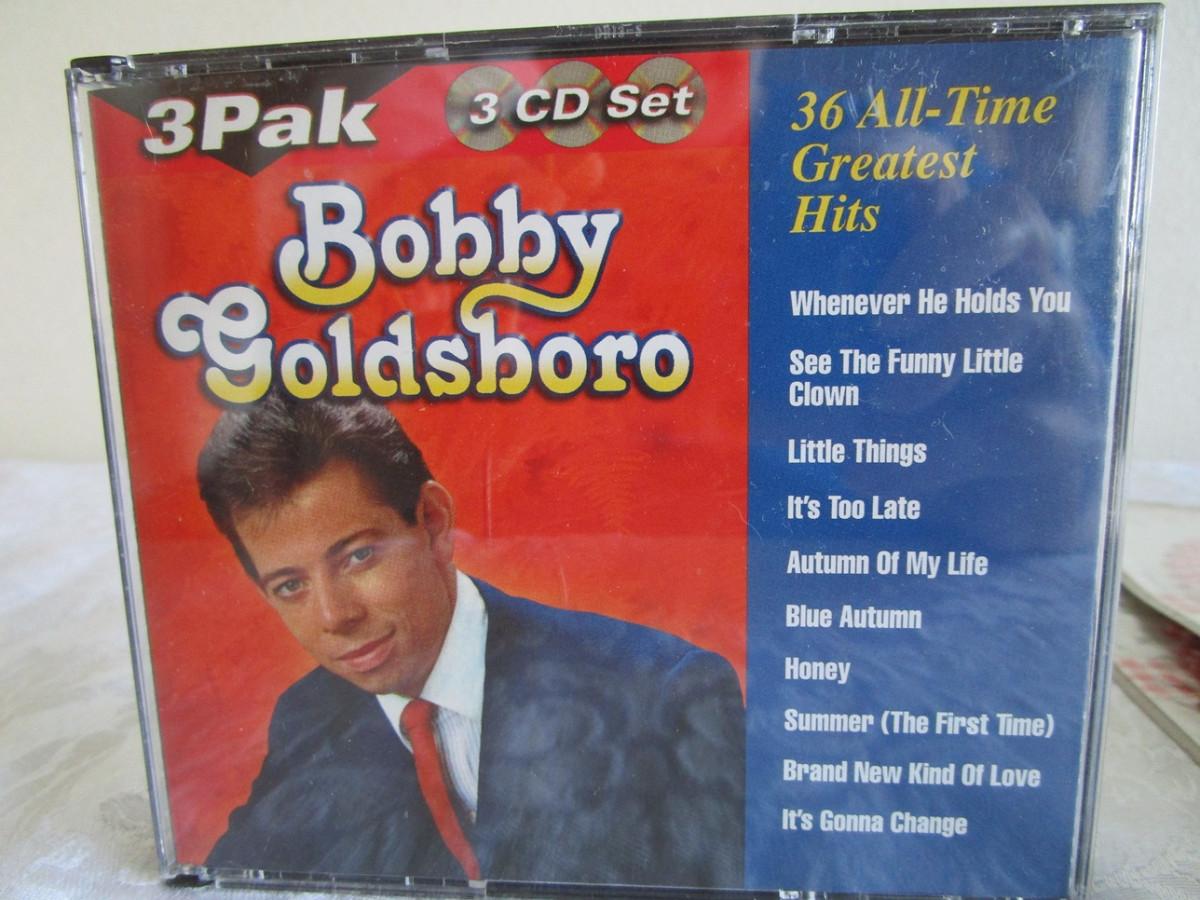 3Pak
3 CD Set
Bobby
Goldsboro
36 All-Time
Greatest
Hits
Whenever He Holds You
See The Funny Little
Clown
Little Things
It's Too Late
Autumn Of My Life
Blue Autumn
Honey
Summer (The First Time)
Brand New Kind Of Love
It's Gonna Change